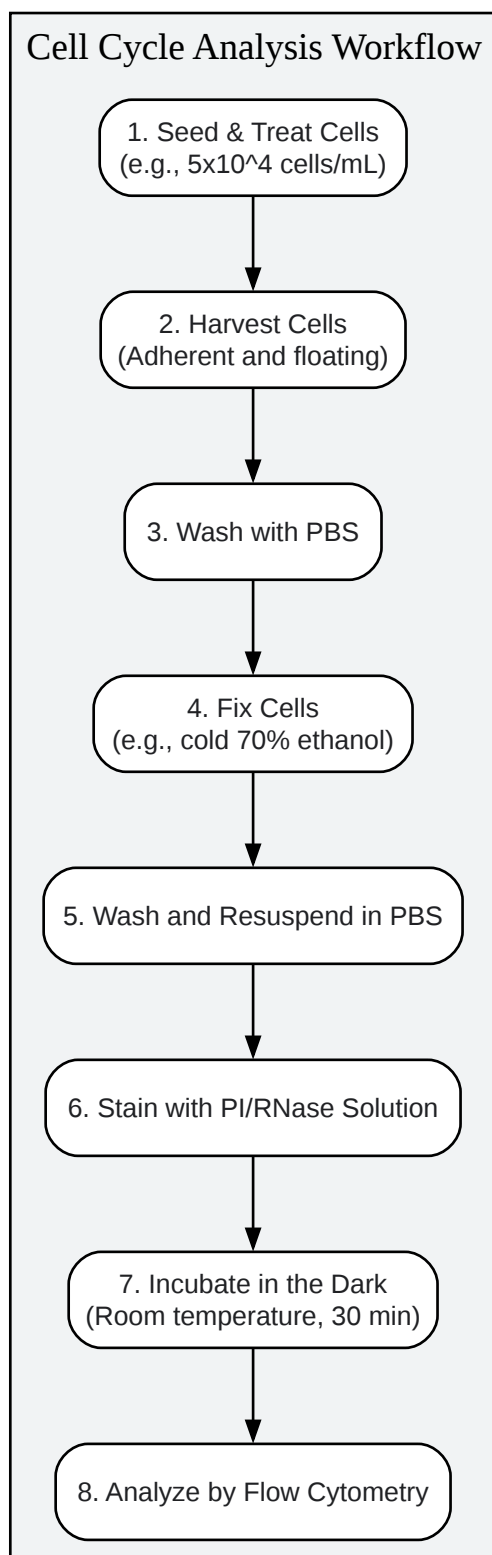 Cell Cycle Analysis Workflow
1. Seed & Treat Cells
(e.g., 5x10^4 cells/mL)
2. Harvest Cells
(Adherent and floating)
3. Wash with PBS
4. Fix Cells
(e.g., cold 70% ethanol)
5. Wash and Resuspend in PBS
6. Stain with PI/RNase Solution
7. Incubate in the Dark
(Room temperature, 30 min)
8. Analyze by Flow Cytometry